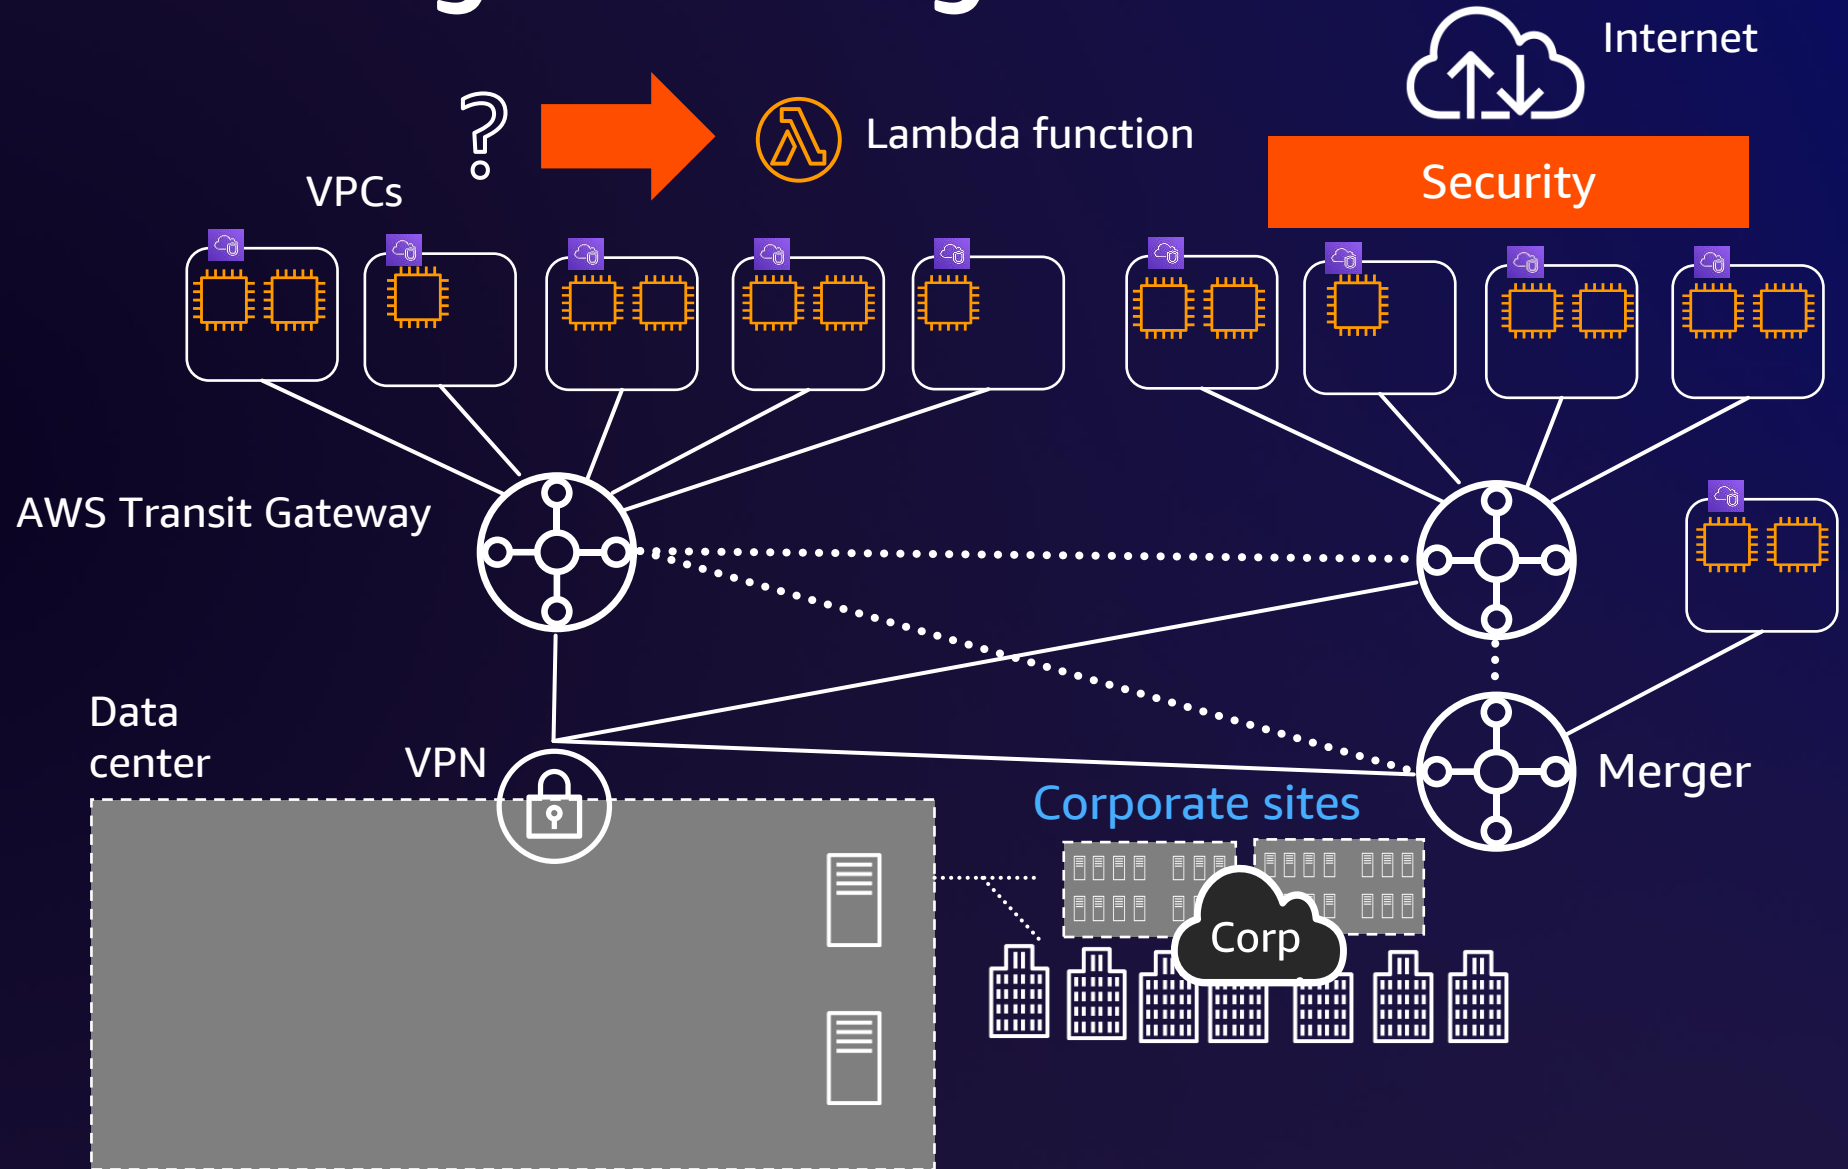 Internet
?
Lambda function
Security
VPCs
AWS Transit Gateway
Data
center
VPN
Merger
Corporate sites
Corp